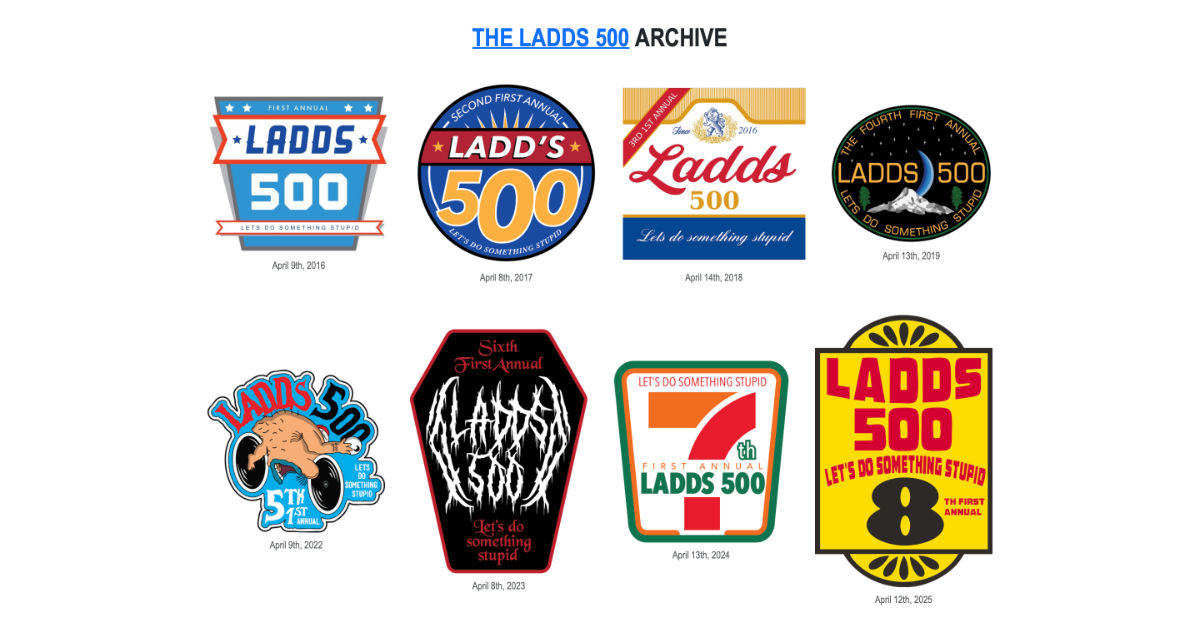 THE LADDS 500 ARCHIVE
FIRST ANNUAL
LADDS
500
LETS DO SOMETHING STUPID
April 9th, 2016
SECOND FIRST ANNUAL
LADD'S
500
LET'S DO SOMETHING STUPID
April 8th, 2017
3RD 1ST ANNUAL
Since 2016
Ladds
500
Lets do something stupid
April 14th, 2018
THE FOURTH FIRST ANNUAL
LADDS 500
LETS DO SOMETHING STUPID
April 13th, 2019
LADDS 500
LETS
DO
SOMETHING
STUPID
5TH
1ST
ANNUAL
April 9th, 2022
Sixth
First Annual
LADDS
500
Let's do
something
stupid
April 8th, 2023
LET'S DO SOMETHING STUPID
7th
FIRST ANNUAL
LADDS 500
April 13th, 2024
LADDS
500
LET'S DO SOMETHING STUPID
8
TH FIRST
ANNUAL
April 12th, 2025